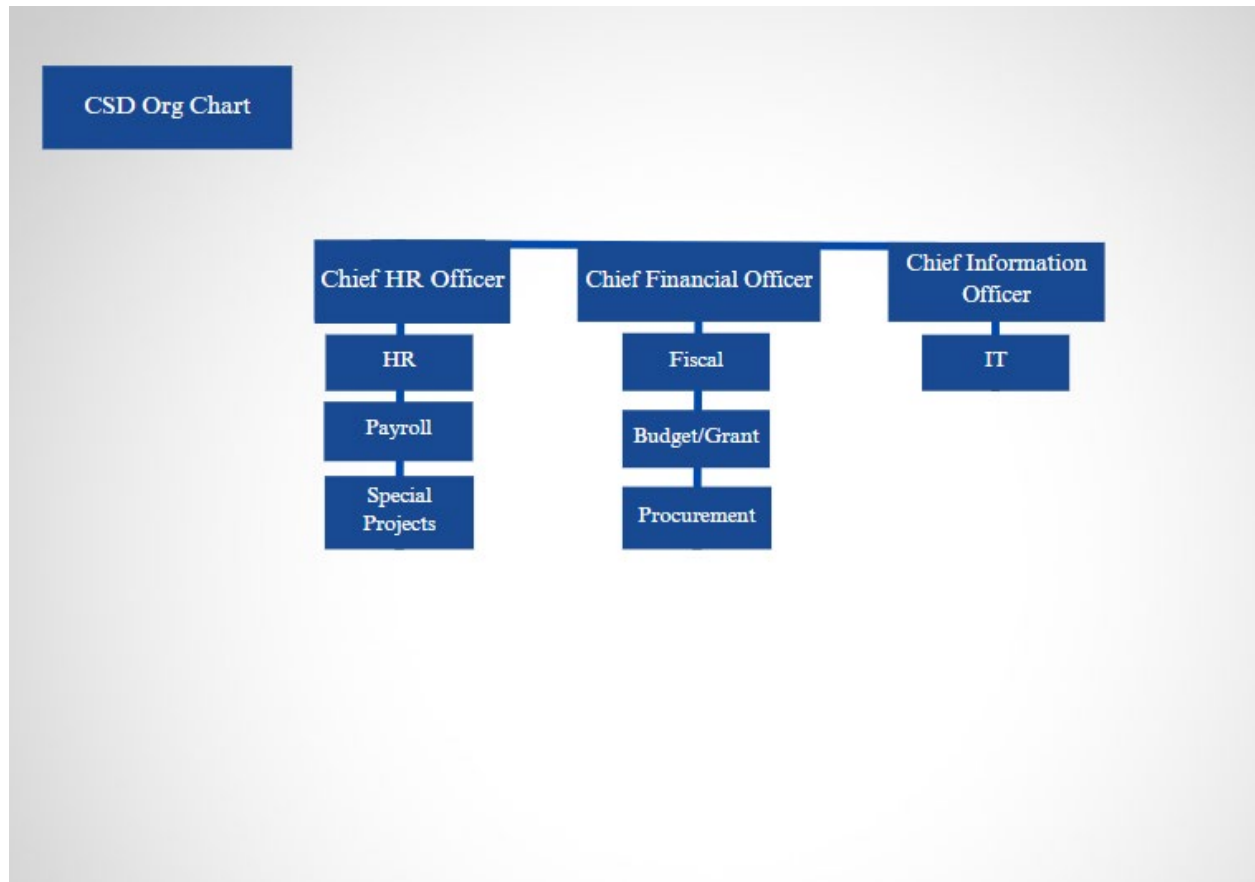 CSD Org Chart
Chief HR Officer
Chief Financial Officer
Chief Information
Officer
HR
Fiscal
IT
Payroll
Budget/Grant
Special
Projects
Procurement